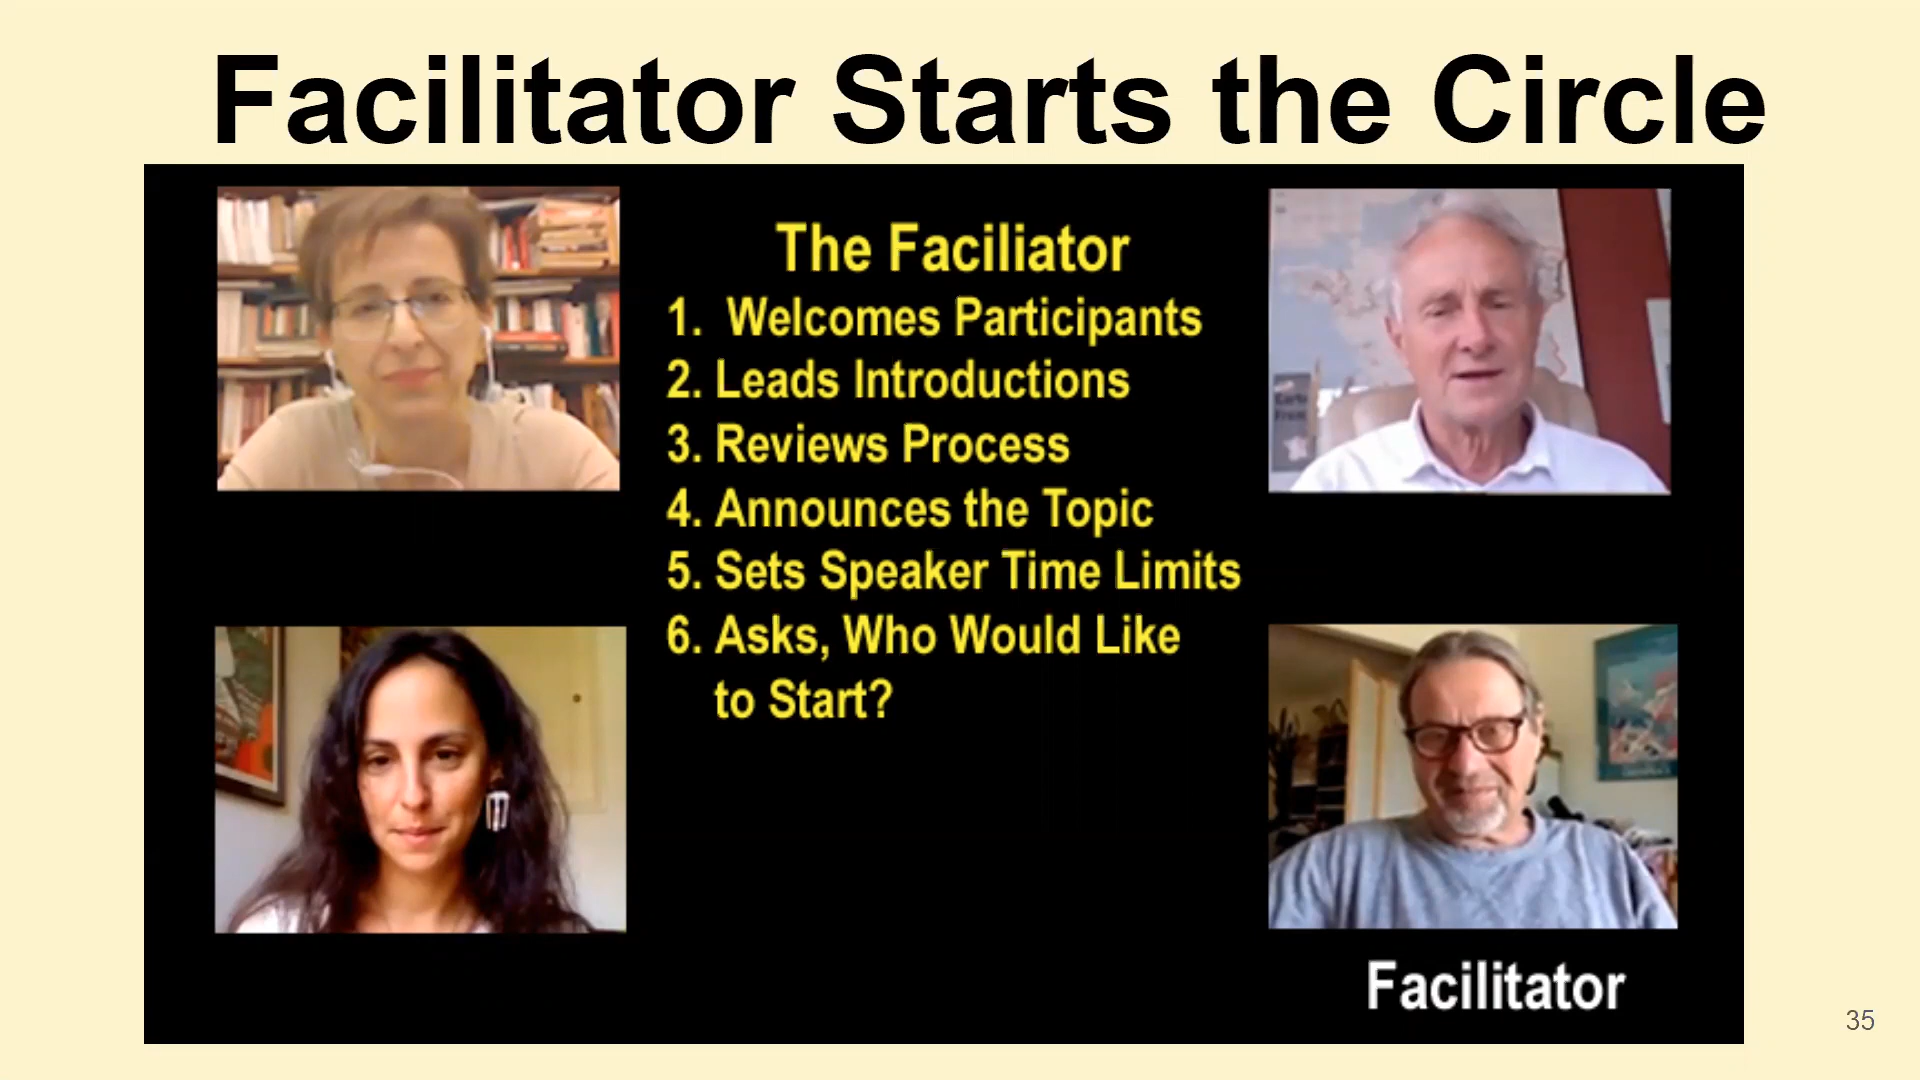 Facilitator Starts the Circle
The Faciliator
1. Welcomes Participants
2. Leads Introductions
3. Reviews Process
4. Announces the Topic
5. Sets Speaker Time Limits
6. Asks, Who Would Like
to Start?
Facilitator
35